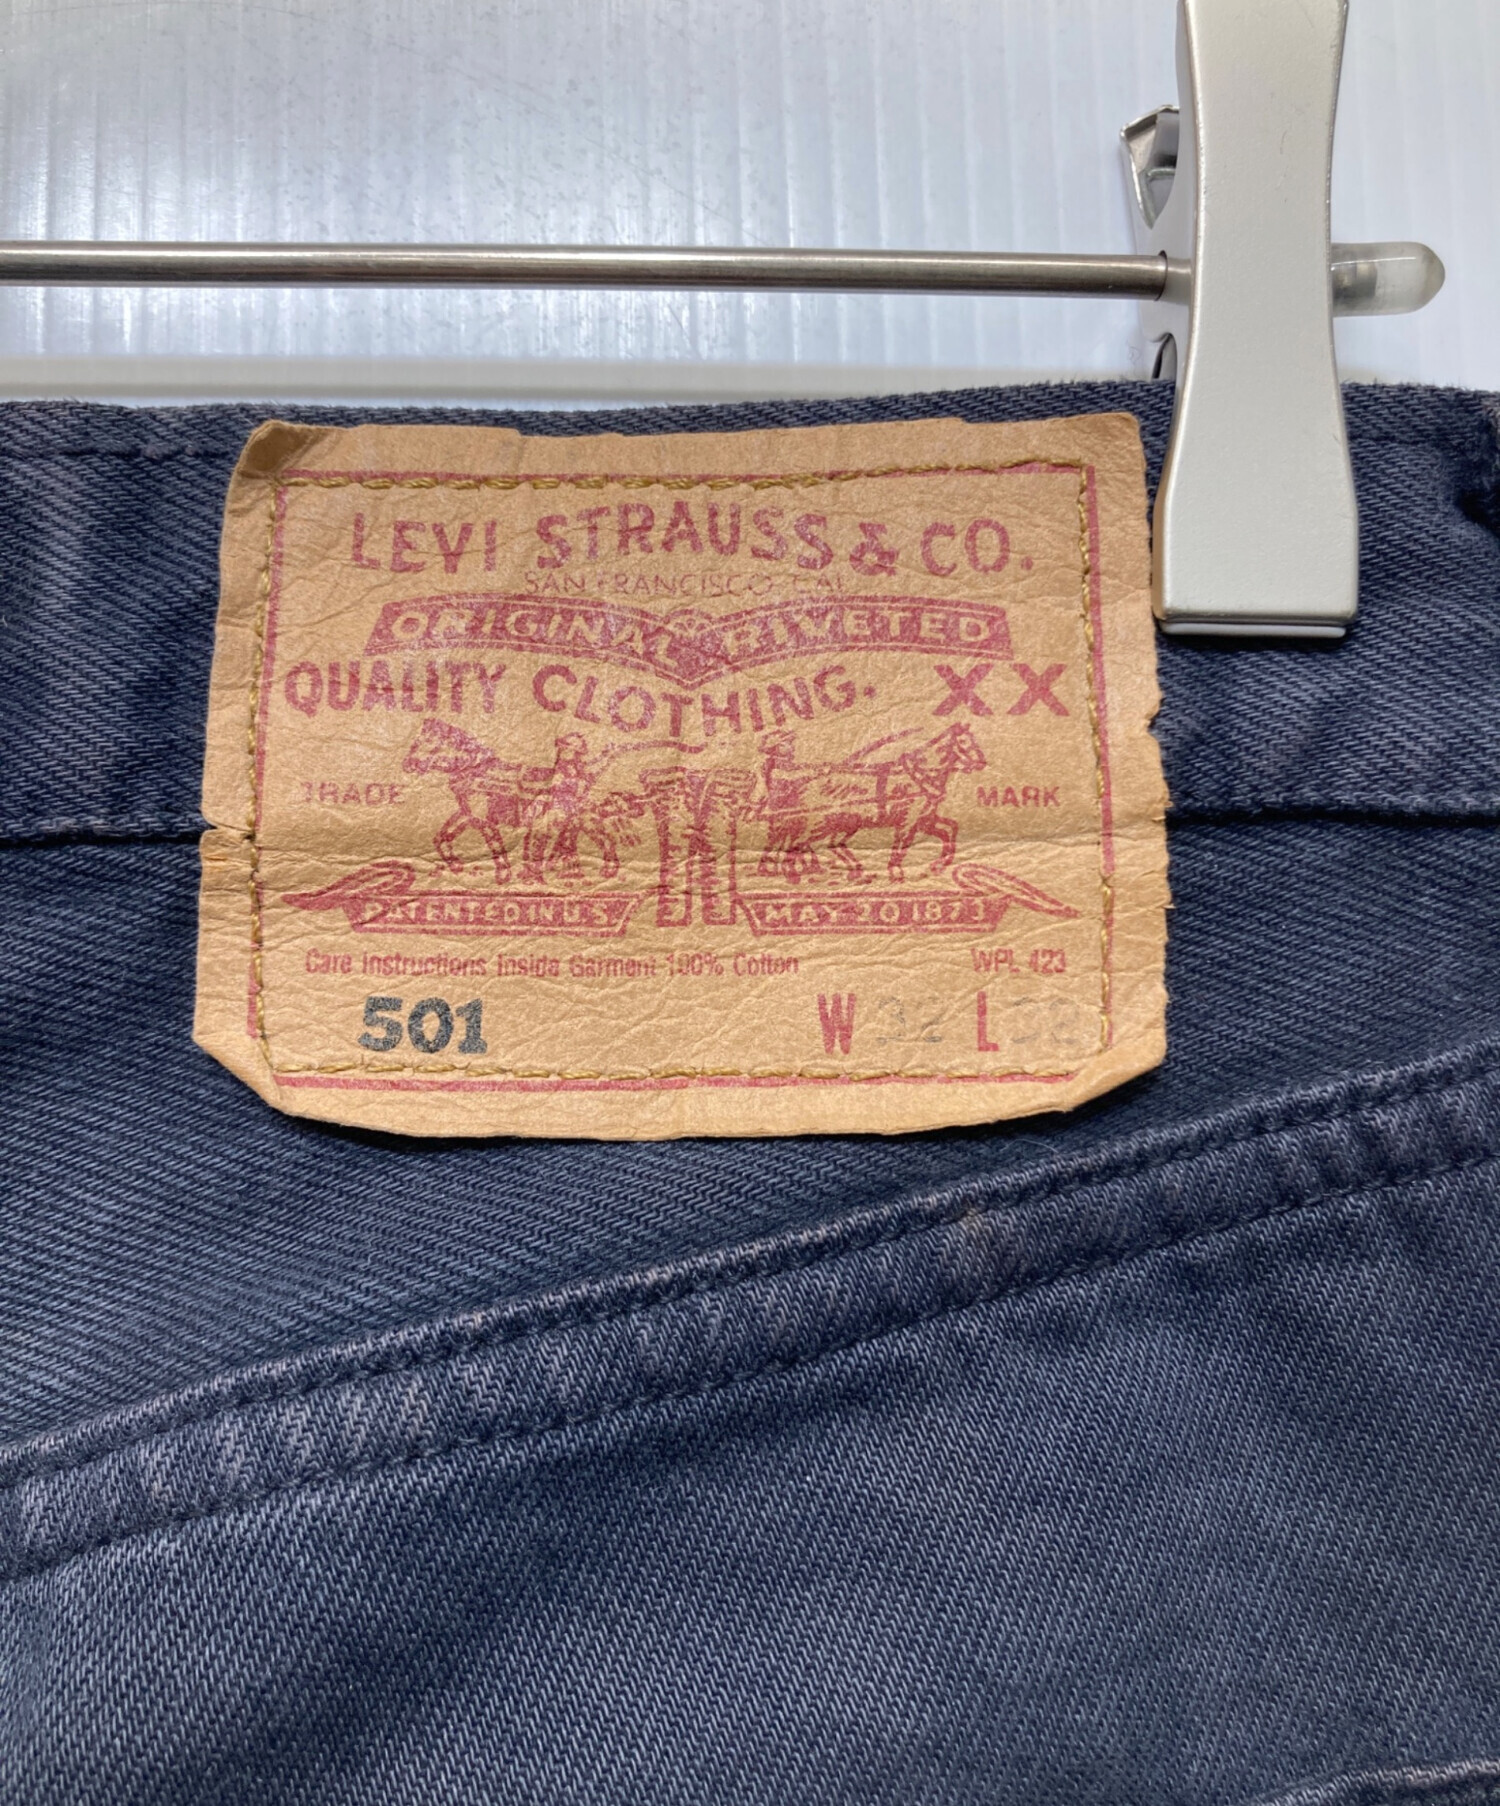 LEVI STRAUSS & CO.
SAN FRANCISCO CAL
ORIGINAL RIVETED
QUALITY CLOTHING. XX
TRADE MARK
PATENTED IN U.S. MAY 20 1873
Care Instructions Inside Garment 100% Cotton WPL 423
501 W 32 L